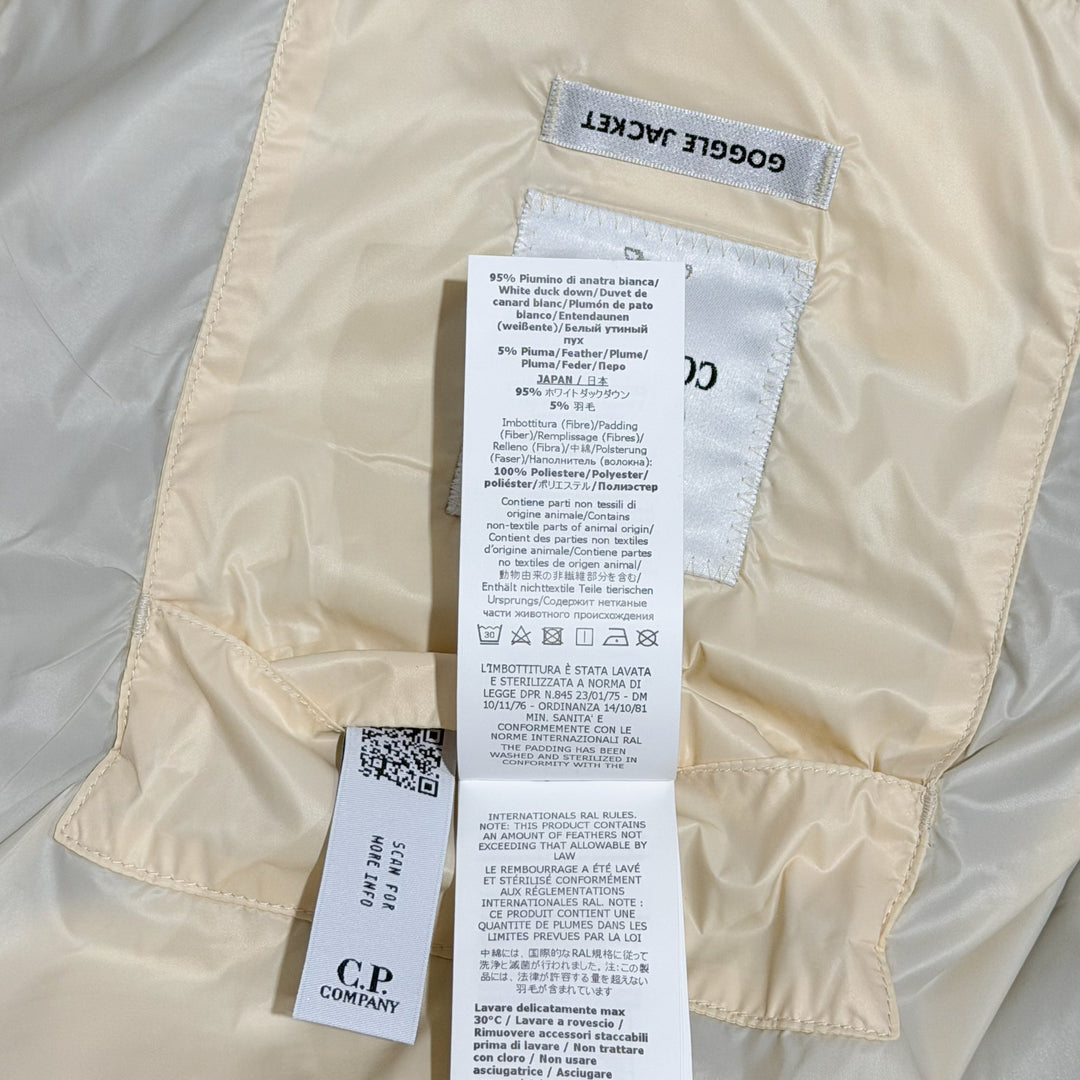 GOGGLE JACKET
CO
95% Piumino di anatra bianca/
White duck down/Duvet de
canard blanc/Plumón de pato
bianco/Entendaunen
(weißente)/Белый утиный
пух
5% Piuma/Feather/Plume/
Pluma/Feder/Перо
JAPAN / 日本
95% ホワイトダックダウン
5% 羽毛
Imbottitura (Fibre)/Padding
(Fiber)/Remplissage (Fibres)/
Relleno (Fibra)/中綿/Polsterung
(Faser)/Наполнитель (волокна):
100% Poliestere/Polyester/
poliéster/ポリエステル/Полиэстер
Contiene parti non tessili di
origine animale/Contains
non-textile parts of animal origin/
Contient des parties non textiles
d'origine animale/Contiene partes
no textiles de origen animal/
動物由来の非繊維部分を含む/
Enthält nichttextile Teile tierischen
Ursprungs/Содержит нетканые
части животного происхождения
30
L'IMBOTTITURA È STATA LAVATA
E STERILIZZATA A NORMA DI
LEGGE DPR N.845 23/01/75 - DM
10/11/76 - ORDINANZA 14/10/81
MIN. SANITA' E
CONFORMEMENTE CON LE
NORME INTERNAZIONALI RAL
THE PADDING HAS BEEN
WASHED AND STERILIZED IN
CONFORMITY WITH THE
INTERNATIONALS RAL RULES.
NOTE: THIS PRODUCT CONTAINS
AN AMOUNT OF FEATHERS NOT
EXCEEDING THAT ALLOWABLE BY
LAW
LE REMBOURRAGE A ÉTÉ LAVÉ
ET STÉRILISÉ CONFORMÉMENT
AUX RÉGLEMENTATIONS
INTERNATIONALES RAL. NOTE :
CE PRODUIT CONTIENT UNE
QUANTITE DE PLUMES DANS LES
LIMITES PREVUES PAR LA LOI
中綿には、国際的なRAL規格に従って
洗浄と滅菌が行われました。注:この製
品には、法律が許容する量を超えない
羽毛が含まれています
Lavare delicatamente max
30°C / Lavare a rovescio /
Rimuovere accessori staccabili
prima di lavare / Non trattare
con cloro / Non usare
asciugatrice / Asciugare
SCAN FOR
MORE INFO
C.P.
COMPANY